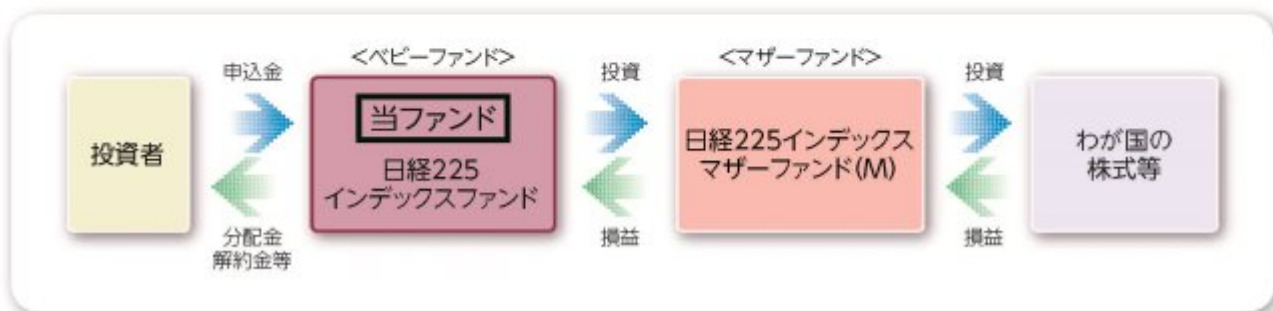 <ベビーファンド>
<マザーファンド>
申込金
投資
投資
投資者
当ファンド
日経225
インデックスファンド
日経225インデックス
マザーファンド(M)
わが国の
株式等
分配金
解約金等
損益
損益